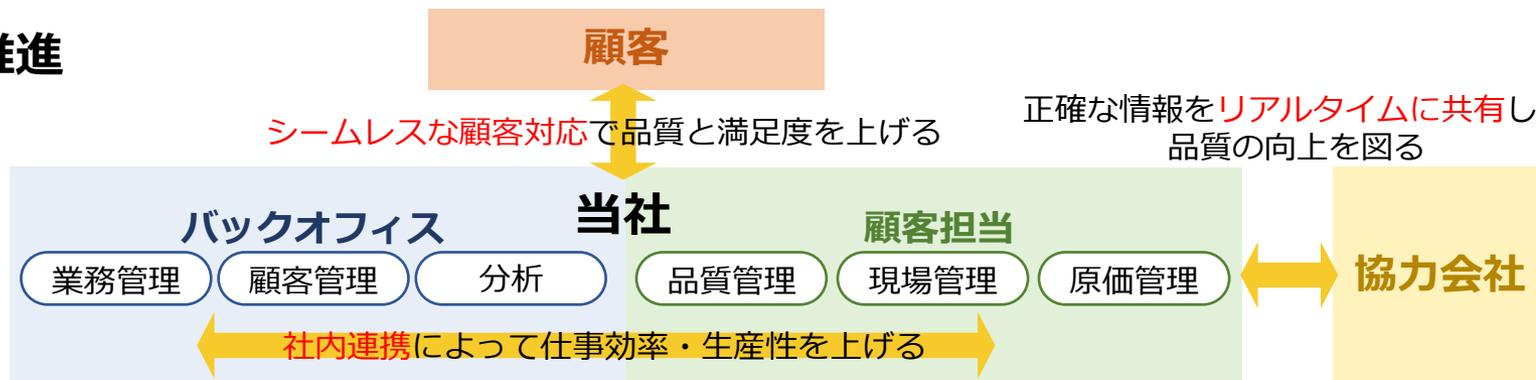 推進
顧客
シームレスな顧客対応で品質と満足度を上げる
正確な情報をリアルタイムに共有し
品質の向上を図る
当社
バックオフィス
顧客担当
業務管理
顧客管理
分析
品質管理
現場管理
原価管理
協力会社
社内連携によって仕事効率・生産性を上げる